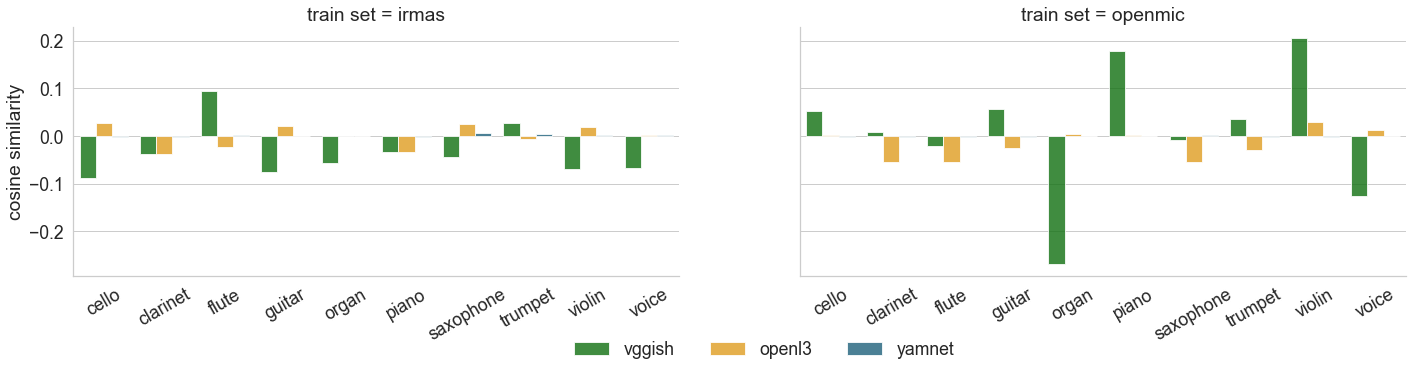 train set = irmas
train set = openmic
cosine similarity
0.2
0.1
0.0
−0.1
−0.2
cello clarinet flute guitar organ piano saxophone trumpet violin voice
cello clarinet flute guitar organ piano saxophone trumpet violin voice
vggish openl3 yamnet